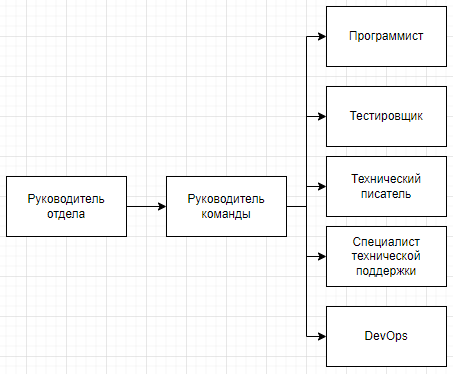 Программист
Тестировщик
Технический
писатель
Руководитель
отдела
Руководитель
команды
Специалист
технической
поддержки
DevOps